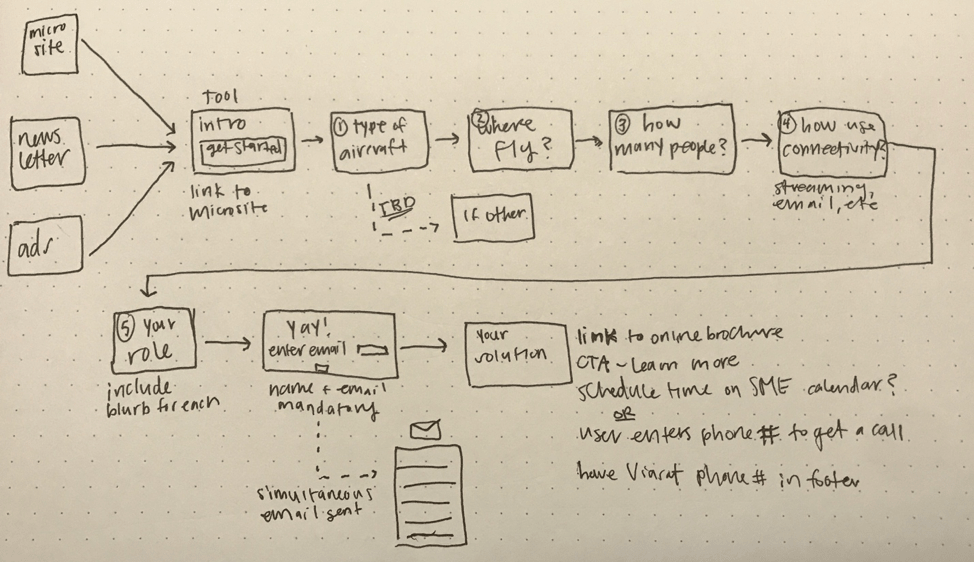 micro
site
news
letter
ads
Tool
intro
get started
link to
microsite
① type of
aircraft
TBD
If other
② where
fly?
③ how
many people?
④ how use
connectivity?
streaming,
email, etc
⑤ your
role
include
blurb for each
Yay!
enter email
name + email
mandatory
simultaneous
email sent
your
solution
link to online brochure
CTA - Learn more
schedule time on SME calendar?
OR
user enters phone # to get a call
have Viasat phone # in footer